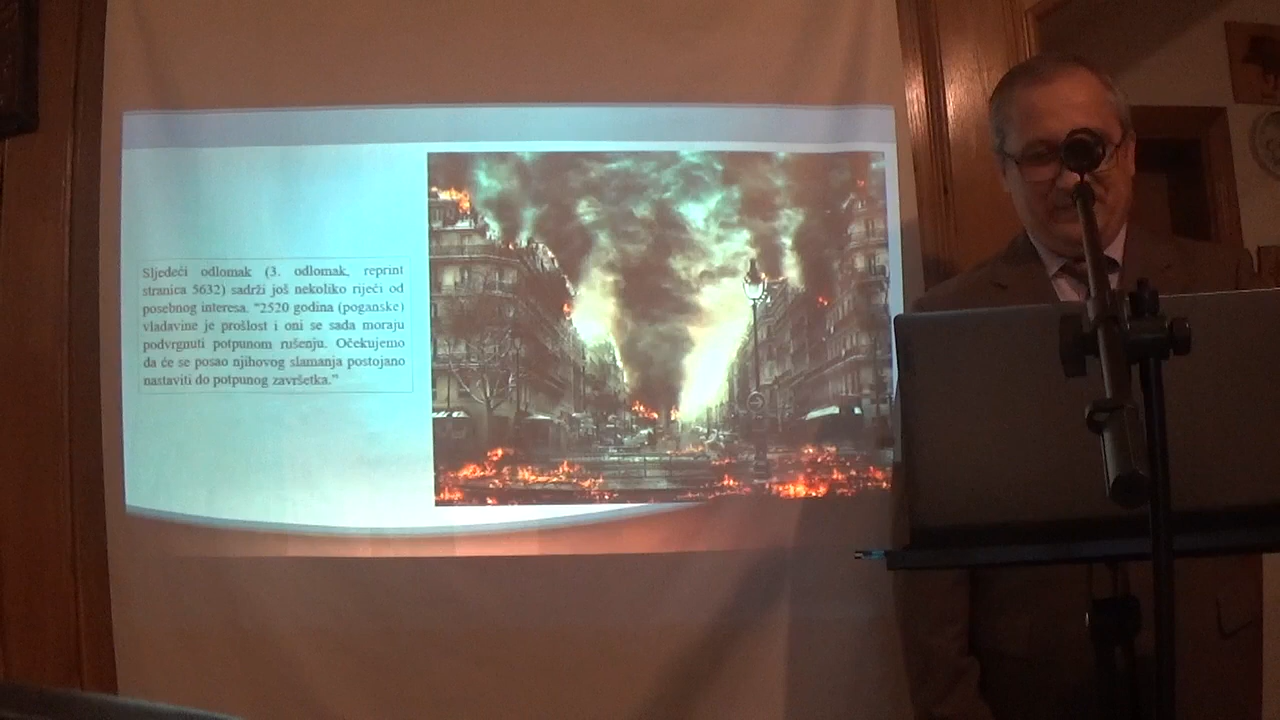 Sljedeći odlomak (3. odlomak, reprint
stranica 5632) sadrži još nekoliko riječi od
posebnog interesa. “2520 godina (poganske)
vladavine je prošlost i oni se sada moraju
podvrgnuti potpunom rušenju. Očekujemo
da će se posao njihovog slamanja postojano
nastaviti do potpunog završetka.”